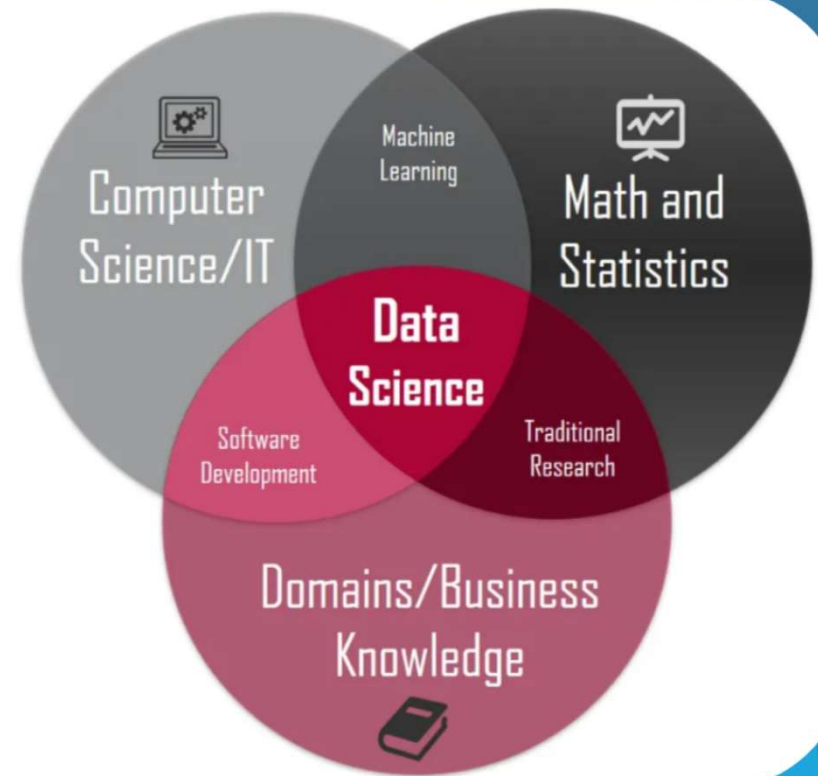 Machine
Learning
Computer
Science/IT
Math and
Statistics
Data
Science
Software
Development
Traditional
Research
Domains/Business
Knowledge